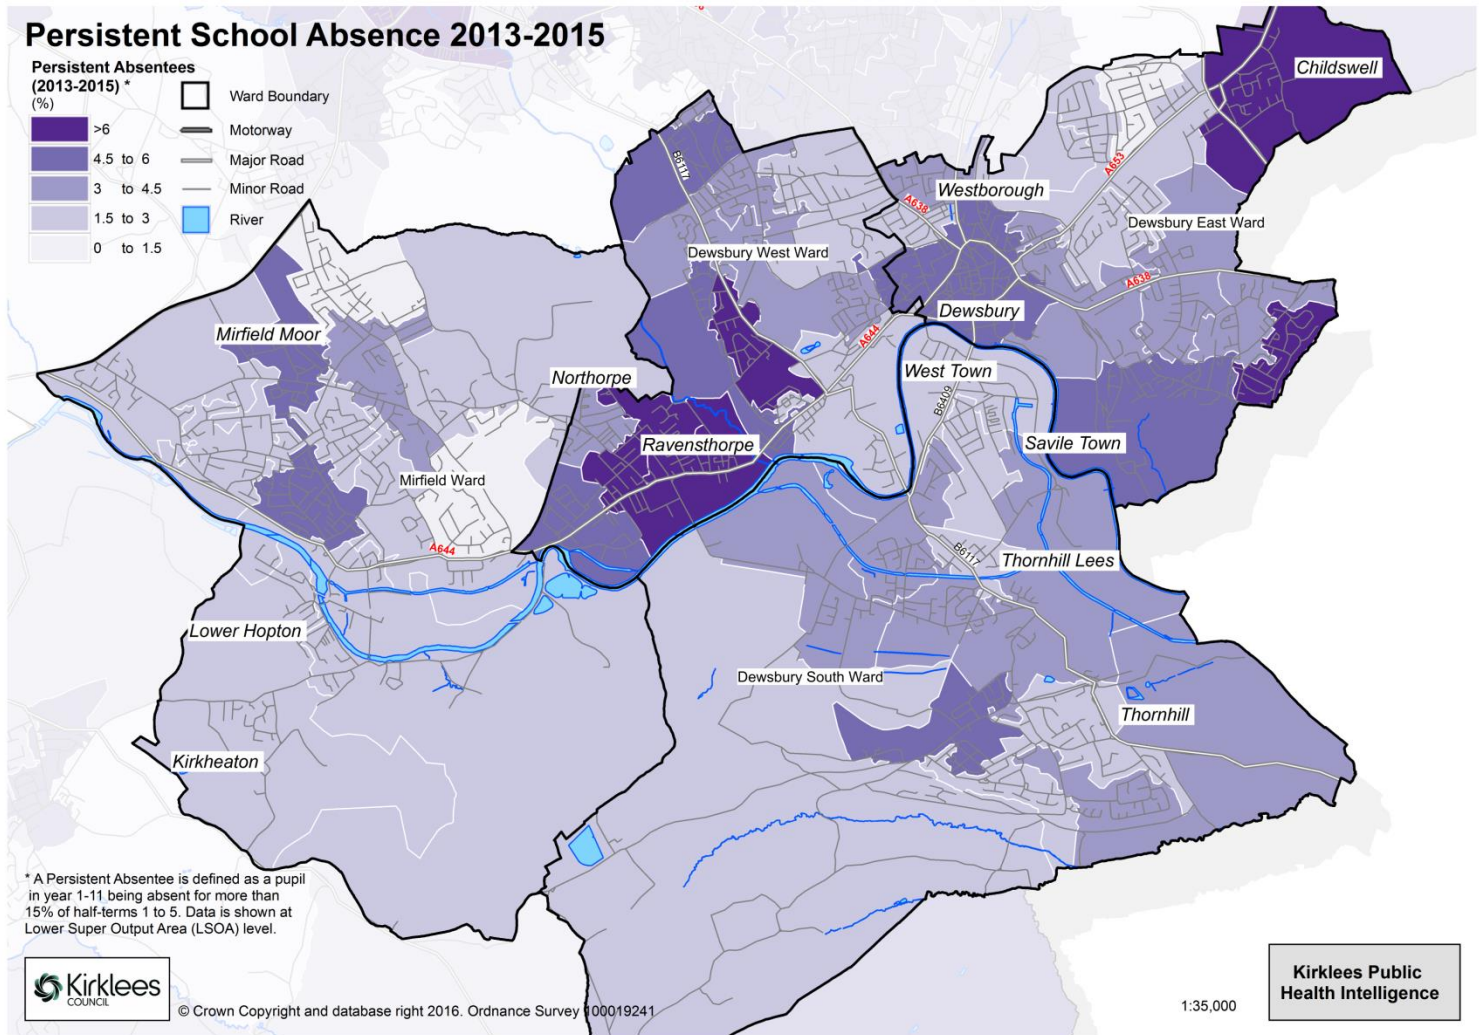 Persistent School Absence 2013-2015
Persistent Absentees
(2013-2015) *
(%)
>6
4.5 to 6
3 to 4.5
1.5 to 3
0 to 1.5
Ward Boundary
Motorway
Major Road
Minor Road
River
Childswell
Westborough
A653
A638
B6117
Dewsbury East Ward
Dewsbury West Ward
A638
Dewsbury
Mirfield Moor
A644
Northorpe
West Town
B6409
Ravensthorpe
Savile Town
Mirfield Ward
A644
B6117
Thornhill Lees
Lower Hopton
Dewsbury South Ward
Thornhill
Kirkheaton
* A Persistent Absentee is defined as a pupil
in year 1-11 being absent for more than
15% of half-terms 1 to 5. Data is shown at
Lower Super Output Area (LSOA) level.
Kirklees
COUNCIL
© Crown Copyright and database right 2016. Ordnance Survey 100019241
1:35,000
Kirklees Public
Health Intelligence